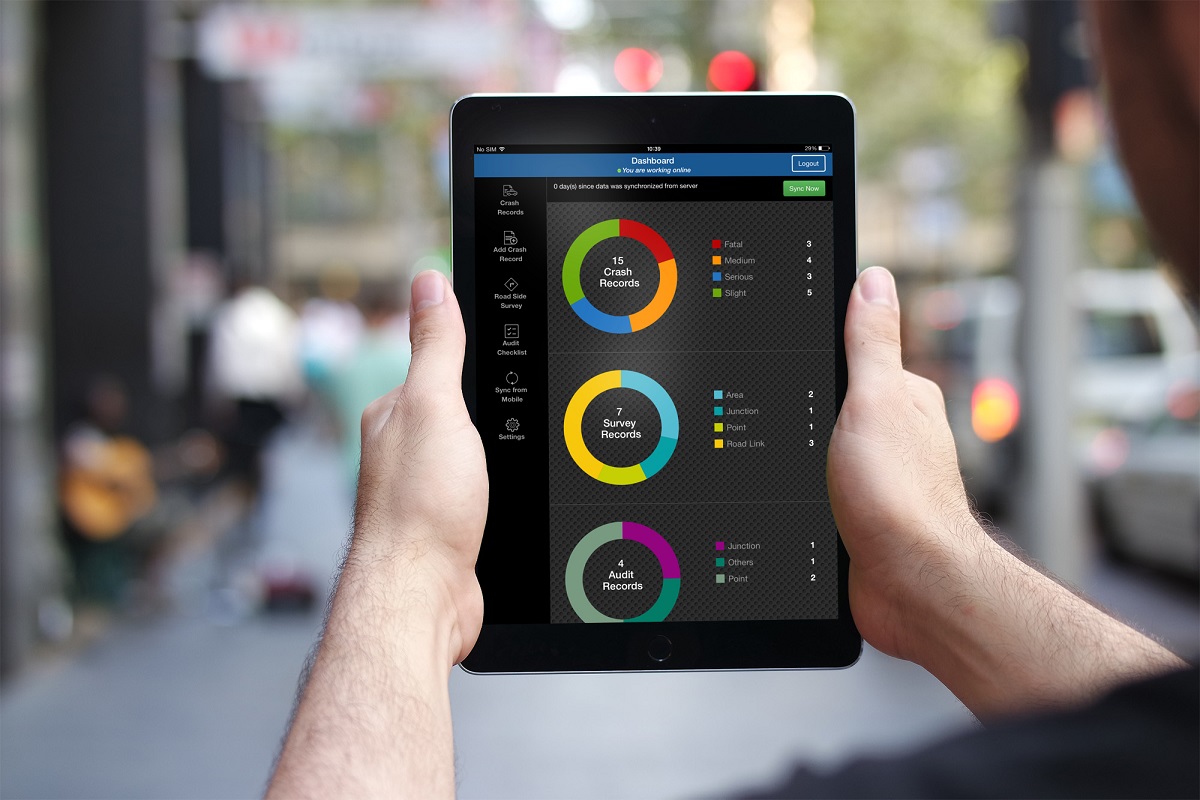 No SIM 10:39 29%
Dashboard
You are working online
Logout
0 day(s) since data was synchronized from server
Sync Now
Crash
Records
Add Crash
Record
Road Side
Survey
Audit
Checklist
Sync from
Mobile
Settings
15
Crash
Records
Fatal 3
Medium 4
Serious 3
Slight 5
7
Survey
Records
Area 2
Junction 1
Point 1
Road Link 3
4
Audit
Records
Junction 1
Others 1
Point 2